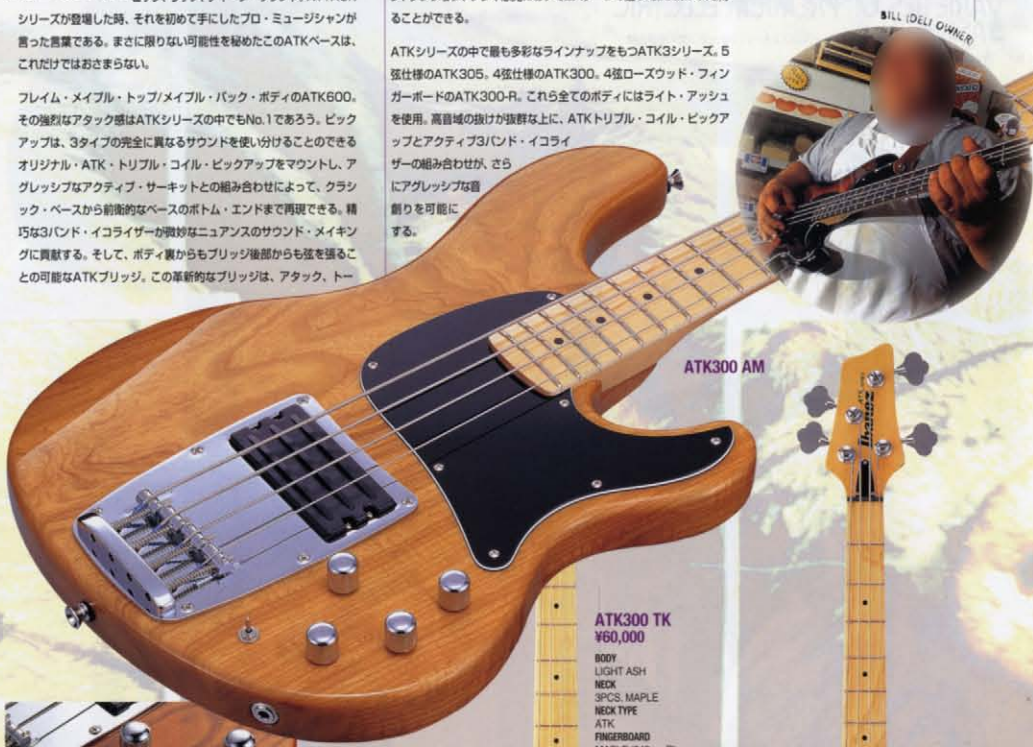 シリーズが登場した時、それを初めて手にしたプロ・ミュージシャンが
言った言葉である。まさに限りない可能性を秘めたこのATKベースは、
これだけではおさまらない。
フレイム・メイプル・トップ/メイプル・バック・ボディのATK600。
その強烈なアタック感はATKシリーズの中でもNo.1であろう。ピック
アップは、3タイプの完全に異なるサウンドを使い分けることのできる
オリジナル・ATK・トリプル・コイル・ピックアップをマウントし、ア
グレッシブなアクティブ・サーキットとの組み合わせによって、クラシ
ック・ベースから前衛的なベースのボトム・エンドまで再現できる。精
巧な3バンド・イコライザーが微妙なニュアンスのサウンド・メイキン
グに貢献する。そして、ボディ裏からもブリッジ後部からも弦を張るこ
との可能なATKブリッジ。この革新的なブリッジは、アタック、トー
ることができる。
ATKシリーズの中で最も多彩なラインナップをもつATK3シリーズ。5
弦仕様のATK305。4弦仕様のATK300。4弦ローズウッド・フィン
ガーボードのATK300-R。これら全てのボディにはライト・アッシュ
を使用。高音域の抜けが抜群な上に、ATKトリプル・コイル・ピックア
ップとアクティブ3バンド・イコライ
ザーの組み合わせが、さら
にアグレッシブな音
創りを可能に
する。
BILL (DELI OWNER)
ATK300 AM
Ibanez
ATK300 TK
¥60,000
BODY
LIGHT ASH
NECK
3PCS. MAPLE
NECK TYPE
ATK
FINGERBOARD